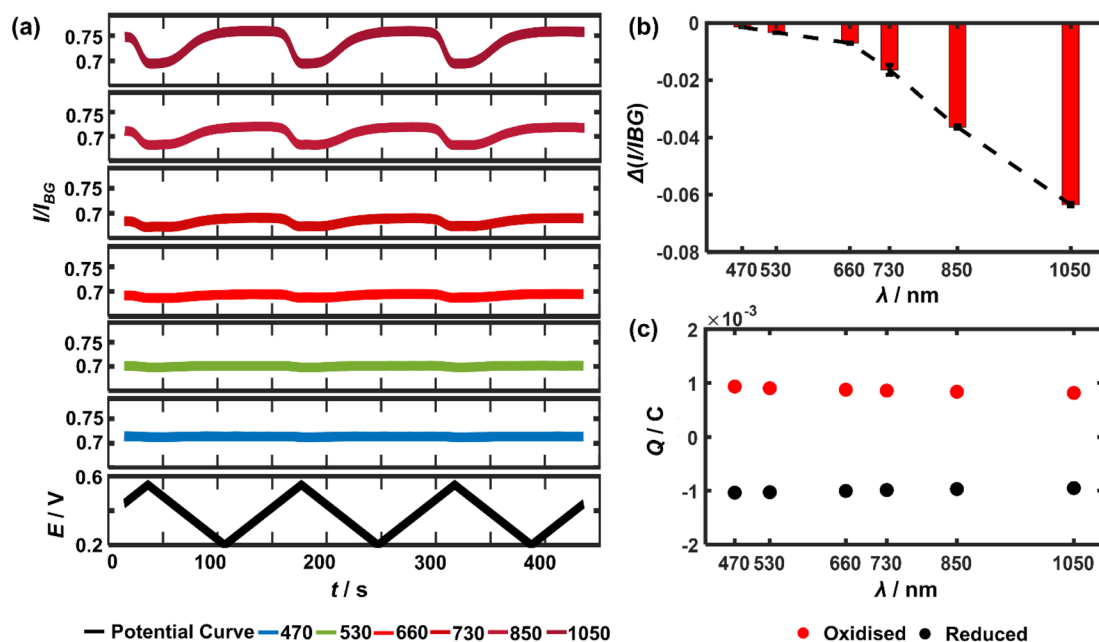 (a)
0.75
0.7
0.75
0.7
0.75
0.7
0.75
0.7
0.75
0.7
0.75
0.7
I/I_BG
0.6
0.2
E / V
0 100 200 300 400
t / s
Potential Curve 470 530 660 730 850 1050
(b)
0
-0.02
-0.04
-0.06
-0.08
Δ(I/IBG)
470 530 660 730 850 1050
λ / nm
(c)
×10⁻³
2
1
0
-1
-2
Q / C
470 530 660 730 850 1050
λ / nm
Oxidised Reduced